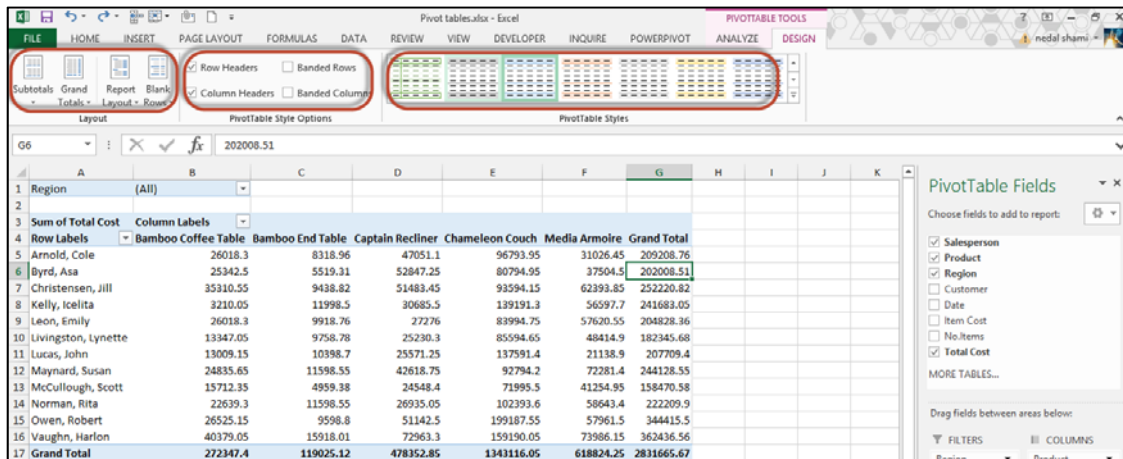 Pivot tables.xlsx - Excel
PIVOTTABLE TOOLS
FILE HOME INSERT PAGE LAYOUT FORMULAS DATA REVIEW VIEW DEVELOPER INQUIRE POWERPIVOT ANALYZE DESIGN nedal shami
Subtotals Grand Totals Report Layout Blank Rows
Row Headers Banded Rows
Column Headers Banded Columns
Layout PivotTable Style Options PivotTable Styles
G6 fx 202008.51
A B C D E F G H I J K
1 Region (All)
2
3 Sum of Total Cost Column Labels
4 Row Labels Bamboo Coffee Table Bamboo End Table Captain Recliner Chameleon Couch Media Armoire Grand Total
5 Arnold, Cole 26018.3 8318.96 47051.1 96793.95 31026.45 209208.76
6 Byrd, Asa 25342.5 5519.31 52847.25 80794.95 37504.5 202008.51
7 Christensen, Jill 35310.55 9438.82 51483.45 93594.15 62393.85 252220.82
8 Kelly, Icelita 3210.05 11998.5 30685.5 139191.3 56597.7 241683.05
9 Leon, Emily 26018.3 9918.76 27276 83994.75 57620.55 204828.36
10 Livingston, Lynette 13347.05 9758.78 25230.3 85594.65 48414.9 182345.68
11 Lucas, John 13009.15 10398.7 25571.25 137591.4 21138.9 207709.4
12 Maynard, Susan 24835.65 11598.55 42618.75 92794.2 72281.4 244128.55
13 McCullough, Scott 15712.35 4959.38 24548.4 71995.5 41254.95 158470.58
14 Norman, Rita 22639.3 11598.55 26935.05 102393.6 58643.4 222209.9
15 Owen, Robert 26525.15 9598.8 51142.5 199187.55 57961.5 344415.5
16 Vaughn, Harlon 40379.05 15918.01 72963.3 159190.05 73986.15 362436.56
17 Grand Total 272347.4 119025.12 478352.85 1343116.05 618824.25 2831665.67
PivotTable Fields
Choose fields to add to report:
Salesperson
Product
Region
Customer
Date
Item Cost
No.Items
Total Cost
MORE TABLES...
Drag fields between areas below:
FILTERS COLUMNS
Region Product